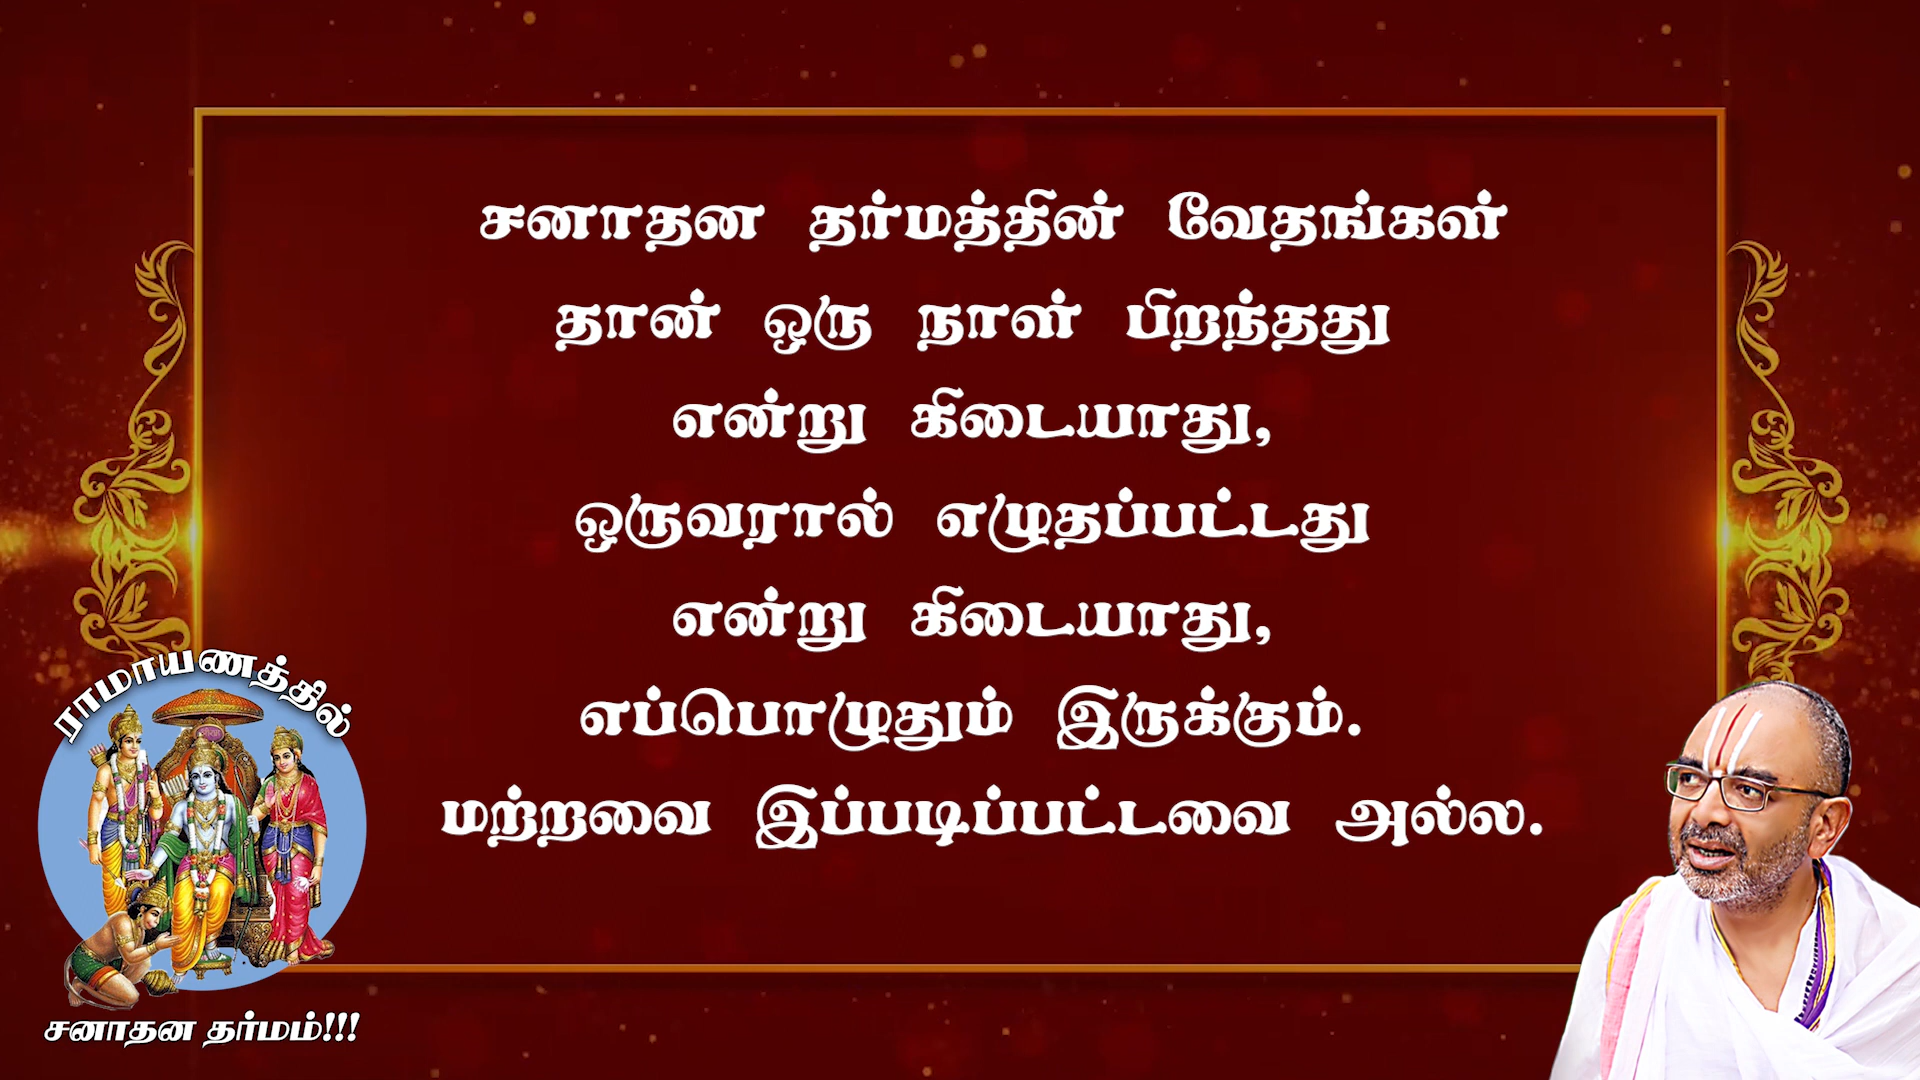 சனாதன தர்மத்தின் வேதங்கள்
தான் ஒரு நாள் பிறந்தது
என்று கிடையாது,
ஒருவரால் எழுதப்பட்டது
என்று கிடையாது,
எப்பொழுதும் இருக்கும்.
மற்றவை இப்படிப்பட்டவை அல்ல.
ராமாயணத்தில்
சனாதன தர்மம்!!!